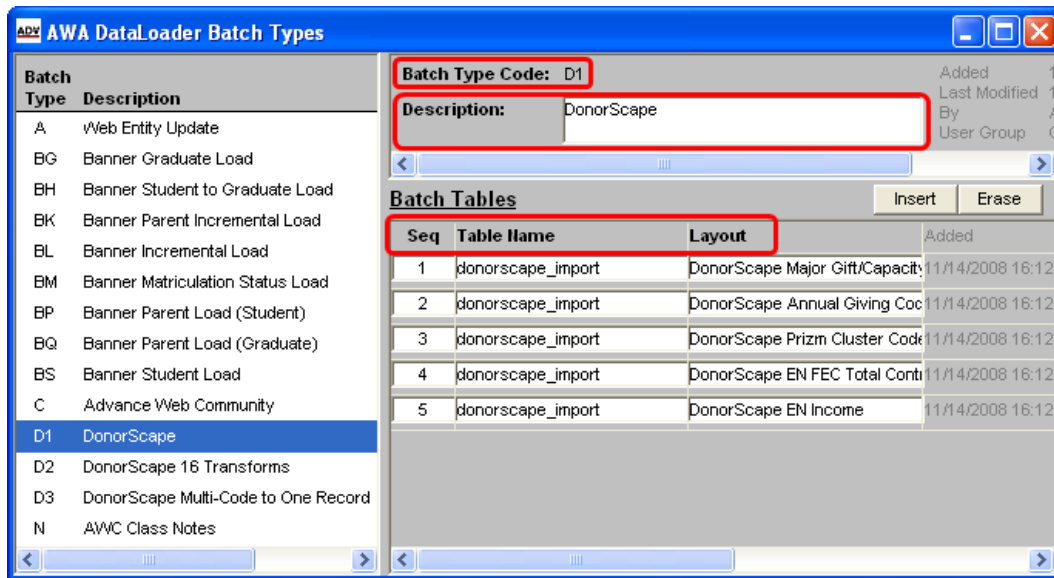 ADV AWA DataLoader Batch Types
Batch
Type Description
A Web Entity Update
BG Banner Graduate Load
BH Banner Student to Graduate Load
BK Banner Parent Incremental Load
BL Banner Incremental Load
BM Banner Matriculation Status Load
BP Banner Parent Load (Student)
BQ Banner Parent Load (Graduate)
BS Banner Student Load
C Advance Web Community
D1 DonorScape
D2 DonorScape 16 Transforms
D3 DonorScape Multi-Code to One Record
N AWC Class Notes
Batch Type Code: D1
Description: DonorScape
Added 1
Last Modified 1
By
User Group
Batch Tables Insert Erase
Seq Table Name Layout Added
1 donorscape_import DonorScape Major Gift/Capacity 11/14/2008 16:12
2 donorscape_import DonorScape Annual Giving Coc 11/14/2008 16:12
3 donorscape_import DonorScape Prizm Cluster Code 11/14/2008 16:12
4 donorscape_import DonorScape EN FEC Total Contr 11/14/2008 16:12
5 donorscape_import DonorScape EN Income 11/14/2008 16:12